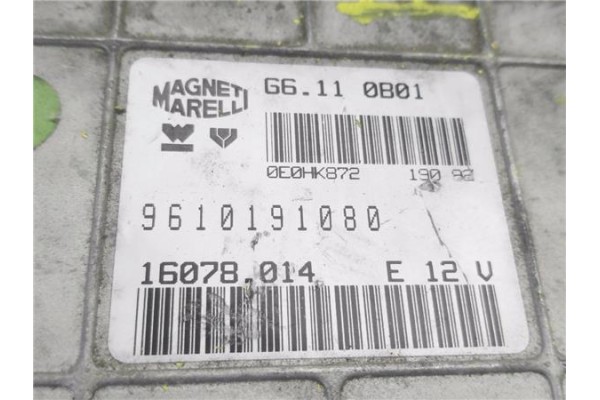 MAGNETI
MARELLI
G6.11 0B01
0E0HK872 190 92
9610191080
16078.014 E 12 V